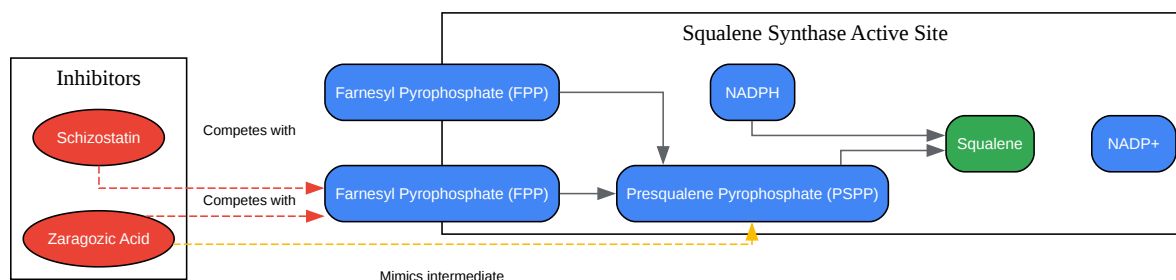 Squalene Synthase Active Site
Inhibitors
Farnesyl Pyrophosphate (FPP)
NADPH
Schizostatin
Competes with
Squalene
NADP+
Farnesyl Pyrophosphate (FPP)
Presqualene Pyrophosphate (PSPP)
Competes with
Zaragozic Acid
Mimics intermediate